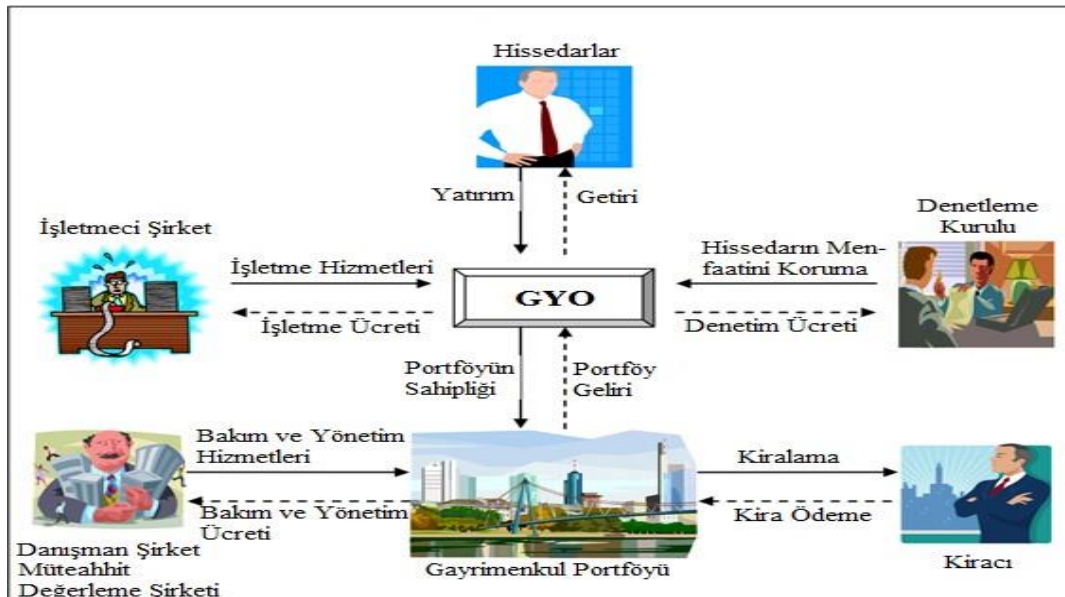 Hissedarlar
Yatırım
Getiri
İşletmeci Şirket
Denetleme
Kurulu
İşletme Hizmetleri
Hissedarın Men-
faatini Koruma
GYO
İşletme Ücreti
Denetim Ücreti
Portföyün
Sahipliği
Portföy
Geliri
Bakım ve Yönetim
Hizmetleri
Kiralama
Bakım ve Yönetim
Ücreti
Kira Ödeme
Danışman Şirket
Müteahhit
Değerleme Şirketi
Gayrimenkul Portföyü
Kiracı